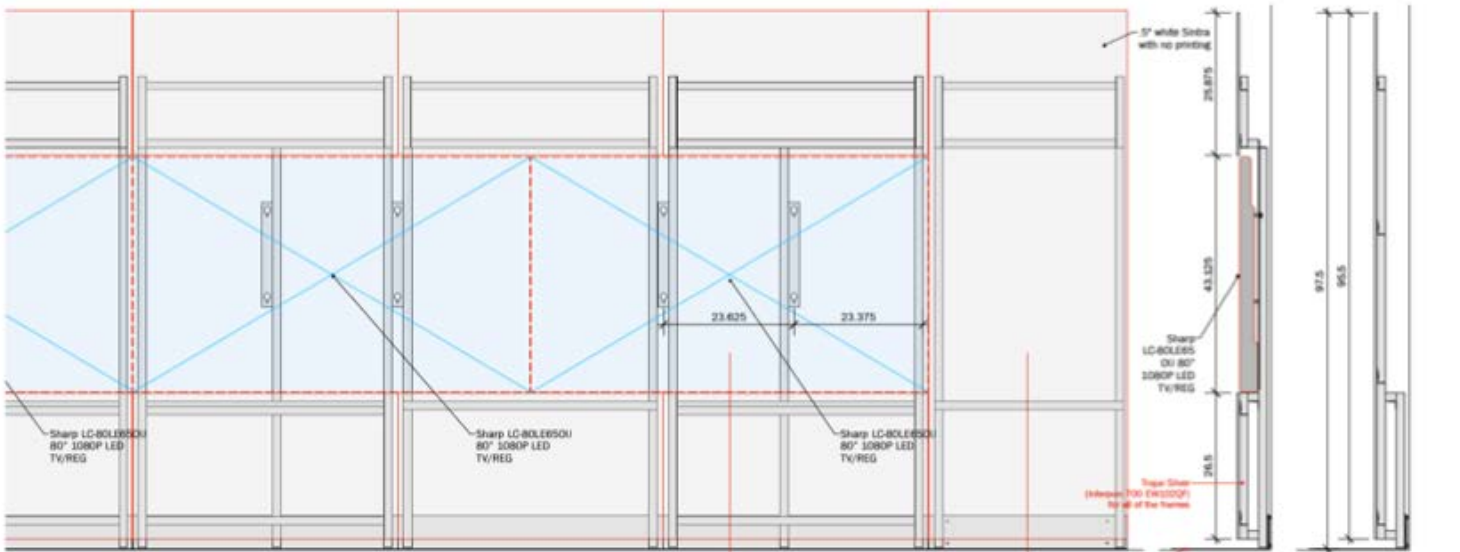 .5" white Sintra
with no printing
25.875
43.125
97.5
95.5
23.625
23.375
Sharp
LC-80LE65
0U 80"
1080P LED
TV/REG
Sharp LC-80LE650U
80" 1080P LED
TV/REG
Sharp LC-80LE650U
80" 1080P LED
TV/REG
Sharp LC-80LE650U
80" 1080P LED
TV/REG
26.5
Silver
for all of the frames